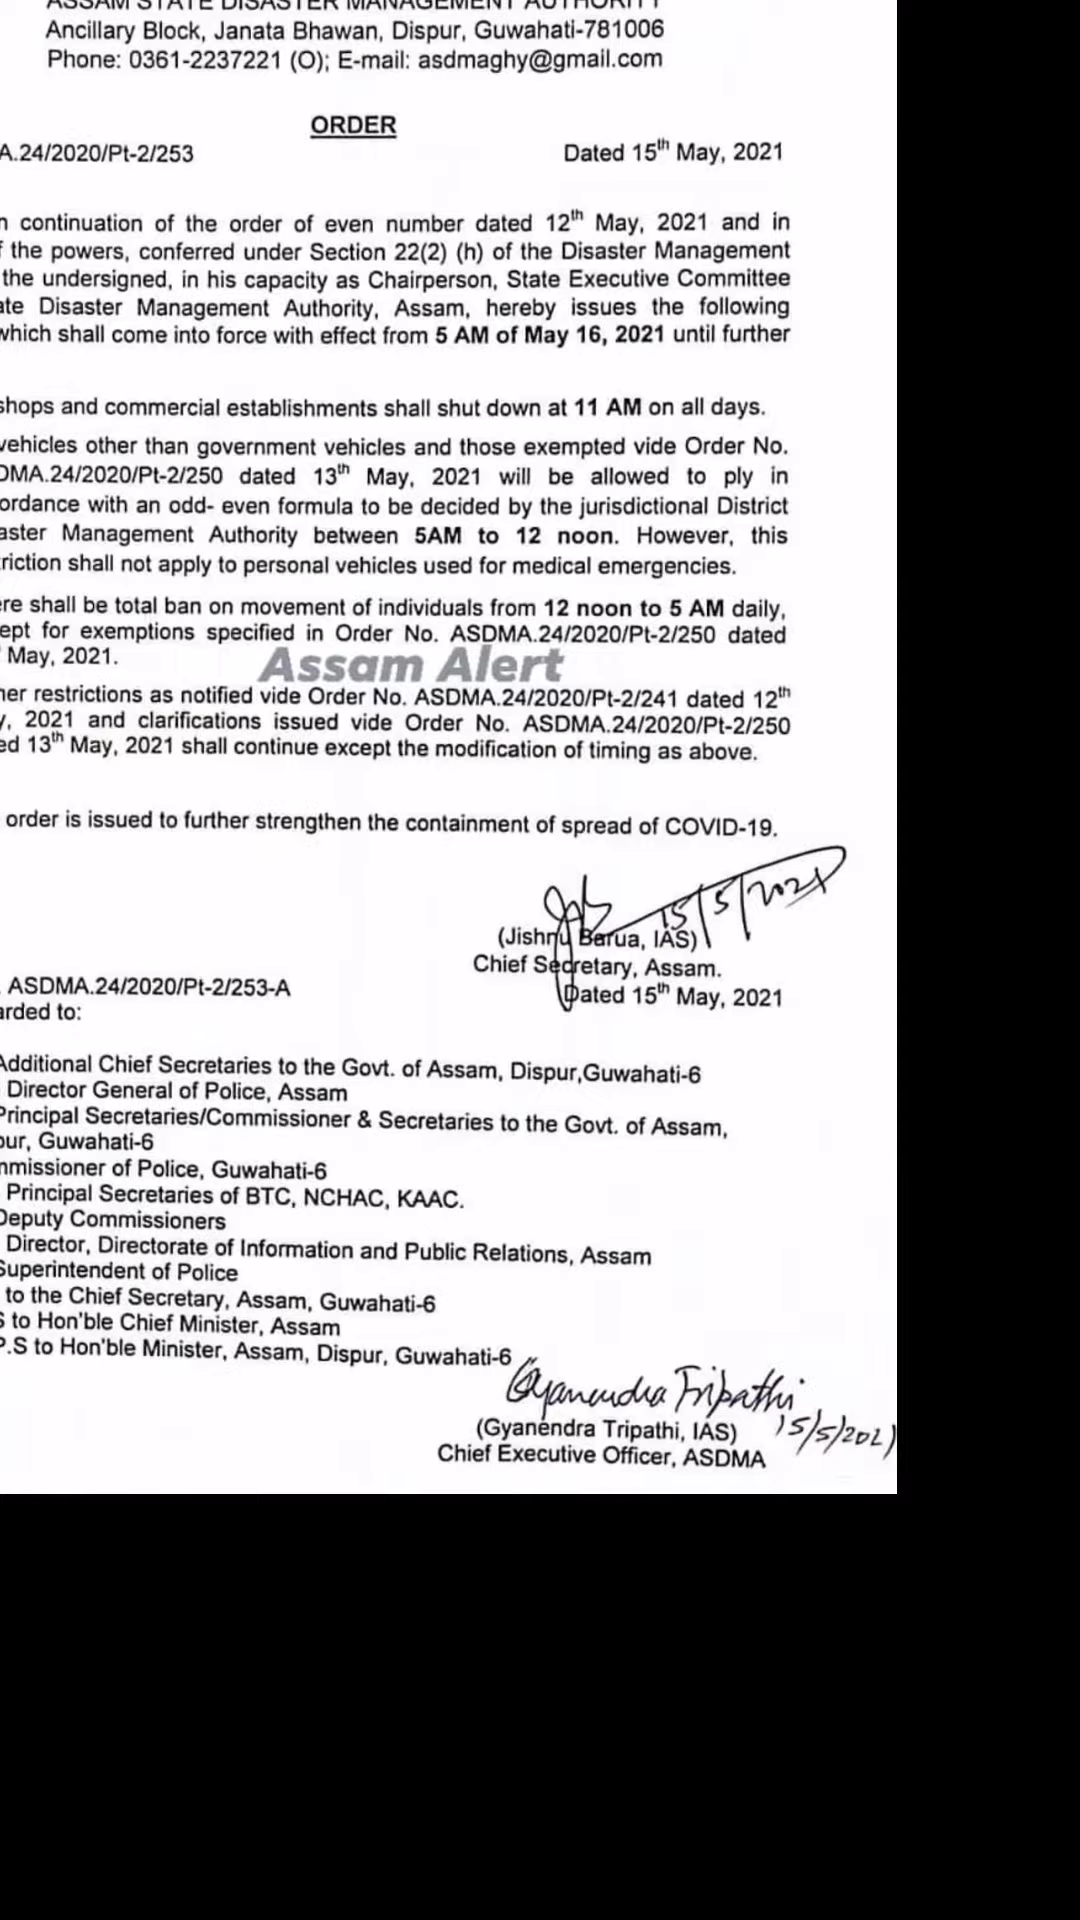 ASSAM STATE DISASTER MANAGEMENT AUTHORITY
Ancillary Block, Janata Bhawan, Dispur, Guwahati-781006
Phone: 0361-2237221 (O); E-mail: asdmaghy@gmail.com
ORDER
A.24/2020/Pt-2/253 Dated 15th May, 2021
n continuation of the order of even number dated 12th May, 2021 and in
f the powers, conferred under Section 22(2) (h) of the Disaster Management
the undersigned, in his capacity as Chairperson, State Executive Committee
ate Disaster Management Authority, Assam, hereby issues the following
which shall come into force with effect from 5 AM of May 16, 2021 until further
shops and commercial establishments shall shut down at 11 AM on all days.
vehicles other than government vehicles and those exempted vide Order No.
DMA.24/2020/Pt-2/250 dated 13th May, 2021 will be allowed to ply in
ordance with an odd- even formula to be decided by the jurisdictional District
aster Management Authority between 5AM to 12 noon. However, this
riction shall not apply to personal vehicles used for medical emergencies.
re shall be total ban on movement of individuals from 12 noon to 5 AM daily,
ept for exemptions specified in Order No. ASDMA.24/2020/Pt-2/250 dated
May, 2021.
Assam Alert
her restrictions as notified vide Order No. ASDMA.24/2020/Pt-2/241 dated 12th
y, 2021 and clarifications issued vide Order No. ASDMA.24/2020/Pt-2/250
ed 13th May, 2021 shall continue except the modification of timing as above.
order is issued to further strengthen the containment of spread of COVID-19.
15/5/2021
(Jishnu Barua, IAS)
Chief Secretary, Assam.
. ASDMA.24/2020/Pt-2/253-A Dated 15th May, 2021
arded to:
Additional Chief Secretaries to the Govt. of Assam, Dispur,Guwahati-6
Director General of Police, Assam
Principal Secretaries/Commissioner & Secretaries to the Govt. of Assam,
pur, Guwahati-6
mmissioner of Police, Guwahati-6
Principal Secretaries of BTC, NCHAC, KAAC.
Deputy Commissioners
Director, Directorate of Information and Public Relations, Assam
Superintendent of Police
to the Chief Secretary, Assam, Guwahati-6
S to Hon'ble Chief Minister, Assam
P.S to Hon'ble Minister, Assam, Dispur, Guwahati-6
Gyanendra Tripathi
15/5/2021
(Gyanendra Tripathi, IAS)
Chief Executive Officer, ASDMA